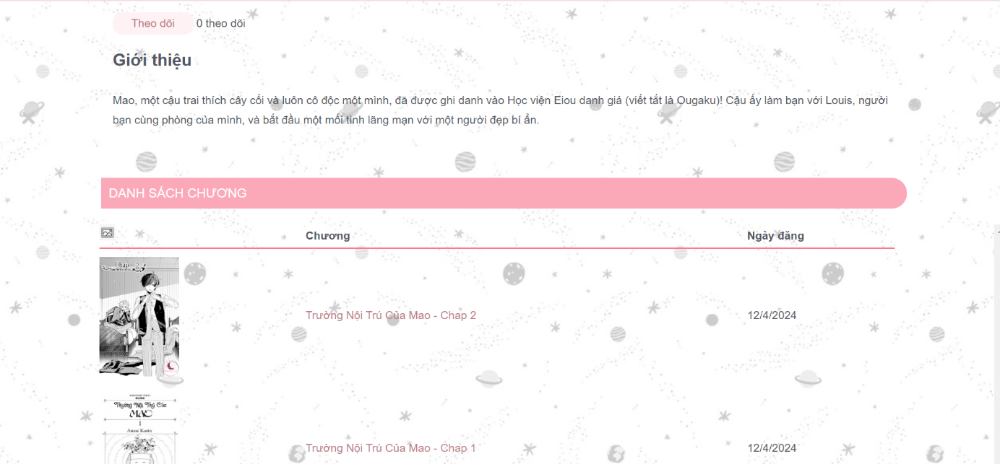 Theo dõi 0 theo dõi
Giới thiệu
Mao, một cậu trai thích cây cối và luôn cô độc một mình, đã được ghi danh vào Học viện Eiou danh giá (viết tắt là Ougaku)! Cậu ấy làm bạn với Louis, người
bạn cùng phòng của mình, và bắt đầu một mối tình lãng mạn với một người đẹp bí ẩn.
DANH SÁCH CHƯƠNG
Chương Ngày đăng
Chap 2
Trường Nội Trú Của Mao - Chap 2 12/4/2024
Trường Nội Trú Của
MAO
1
Anzai Karin
Trường Nội Trú Của Mao - Chap 1 12/4/2024